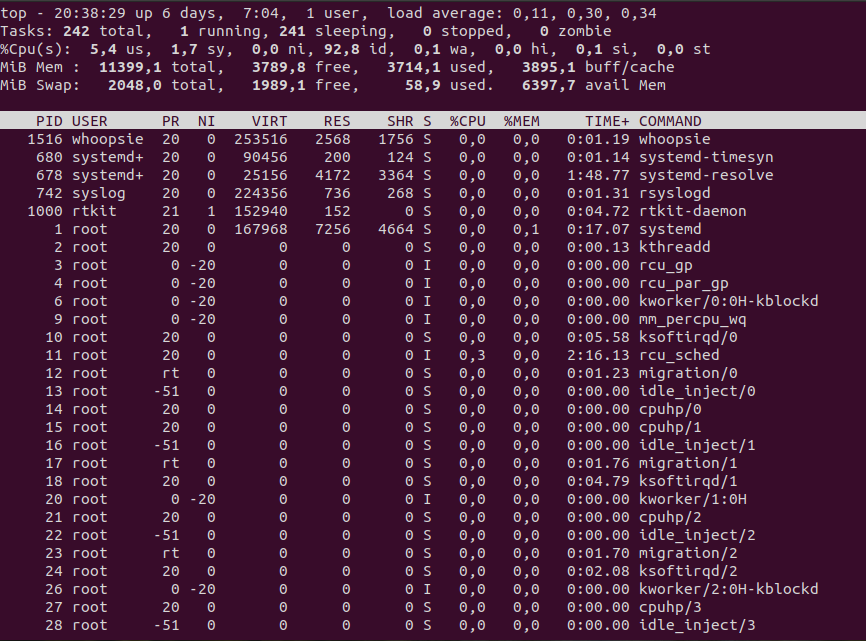 top - 20:38:29 up 6 days,  7:04,  1 user,  load average: 0,11, 0,30, 0,34
Tasks: 242 total,   1 running, 241 sleeping,   0 stopped,   0 zombie
%Cpu(s):  5,4 us,  1,7 sy,  0,0 ni, 92,8 id,  0,1 wa,  0,0 hi,  0,1 si,  0,0 st
MiB Mem :  11399,1 total,   3789,8 free,   3714,1 used,   3895,1 buff/cache
MiB Swap:   2048,0 total,   1989,1 free,     58,9 used.   6397,7 avail Mem
PID USER      PR  NI    VIRT    RES    SHR S  %CPU  %MEM     TIME+ COMMAND
1516 whoopsie  20   0  253516   2568   1756 S   0,0   0,0   0:01.19 whoopsie
680 systemd+  20   0   90456    200    124 S   0,0   0,0   0:01.14 systemd-timesyn
678 systemd+  20   0   25156   4172   3364 S   0,0   0,0   1:48.77 systemd-resolve
742 syslog    20   0  224356    736    268 S   0,0   0,0   0:01.31 rsyslogd
1000 rtkit     21   1  152940    152      0 S   0,0   0,0   0:04.72 rtkit-daemon
1 root      20   0  167968   7256   4664 S   0,0   0,1   0:17.07 systemd
2 root      20   0       0      0      0 S   0,0   0,0   0:00.13 kthreadd
3 root       0 -20       0      0      0 I   0,0   0,0   0:00.00 rcu_gp
4 root       0 -20       0      0      0 I   0,0   0,0   0:00.00 rcu_par_gp
6 root       0 -20       0      0      0 I   0,0   0,0   0:00.00 kworker/0:0H-kblockd
9 root       0 -20       0      0      0 I   0,0   0,0   0:00.00 mm_percpu_wq
10 root      20   0       0      0      0 S   0,0   0,0   0:05.58 ksoftirqd/0
11 root      20   0       0      0      0 I   0,3   0,0   2:16.13 rcu_sched
12 root      rt   0       0      0      0 S   0,0   0,0   0:01.23 migration/0
13 root     -51   0       0      0      0 S   0,0   0,0   0:00.00 idle_inject/0
14 root      20   0       0      0      0 S   0,0   0,0   0:00.00 cpuhp/0
15 root      20   0       0      0      0 S   0,0   0,0   0:00.00 cpuhp/1
16 root     -51   0       0      0      0 S   0,0   0,0   0:00.00 idle_inject/1
17 root      rt   0       0      0      0 S   0,0   0,0   0:01.76 migration/1
18 root      20   0       0      0      0 S   0,0   0,0   0:04.79 ksoftirqd/1
20 root       0 -20       0      0      0 I   0,0   0,0   0:00.00 kworker/1:0H
21 root      20   0       0      0      0 S   0,0   0,0   0:00.00 cpuhp/2
22 root     -51   0       0      0      0 S   0,0   0,0   0:00.00 idle_inject/2
23 root      rt   0       0      0      0 S   0,0   0,0   0:01.70 migration/2
24 root      20   0       0      0      0 S   0,0   0,0   0:02.08 ksoftirqd/2
26 root       0 -20       0      0      0 I   0,0   0,0   0:00.00 kworker/2:0H-kblockd
27 root      20   0       0      0      0 S   0,0   0,0   0:00.00 cpuhp/3
28 root     -51   0       0      0      0 S   0,0   0,0   0:00.00 idle_inject/3